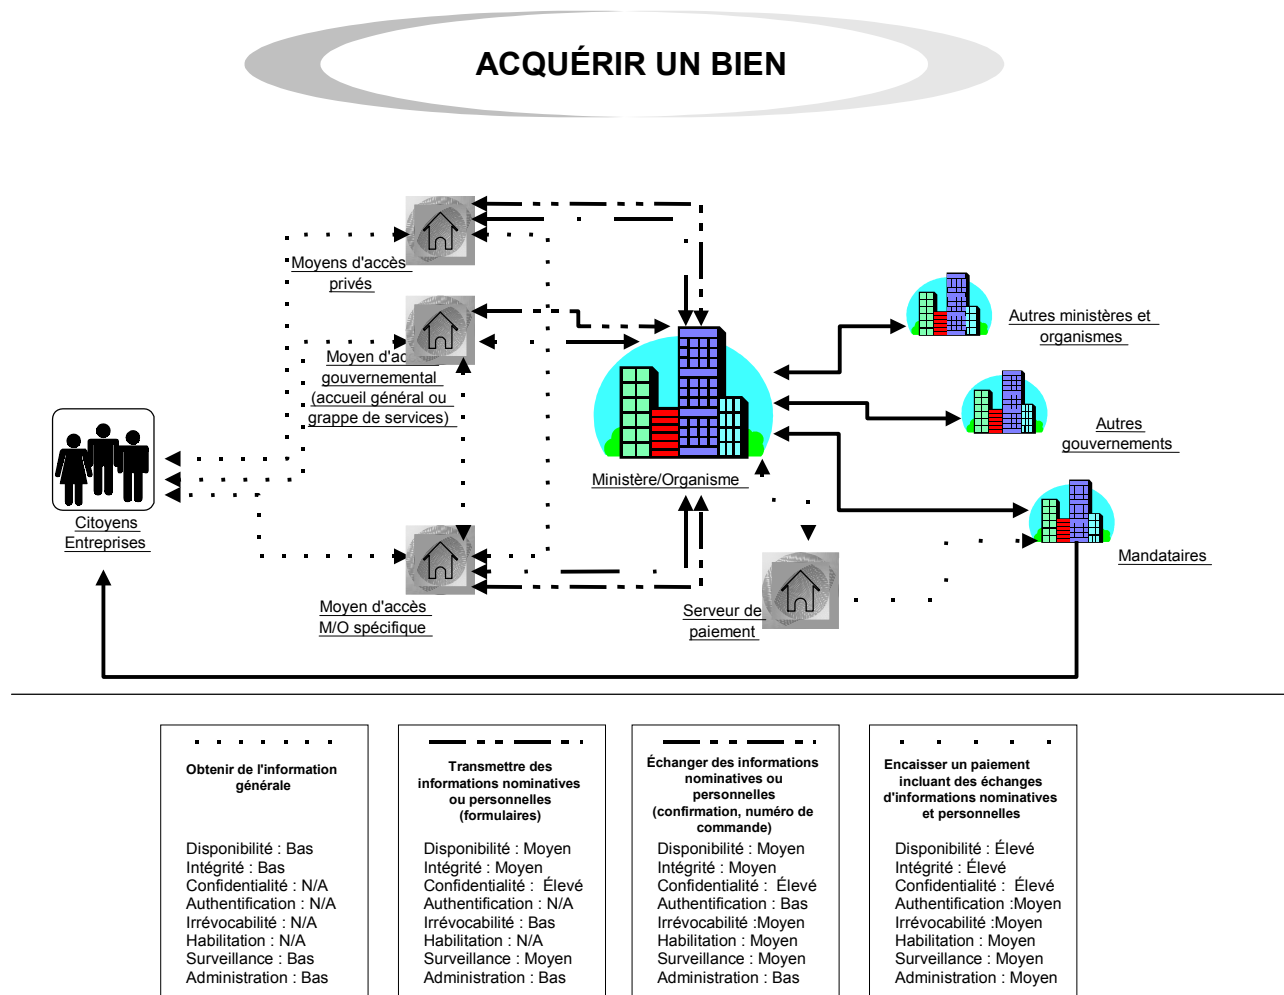 ACQUÉRIR UN BIEN
Moyens d'accès
privés
Moyen d'ac
gouvernemental
(accueil général ou
grappe de services)
Autres ministères et
organismes
Autres
gouvernements
Citoyens
Entreprises
Ministère/Organisme
Mandataires
Moyen d'accès
M/O spécifique
Serveur de
paiement
Obtenir de l'information
générale
Disponibilité : Bas
Intégrité : Bas
Confidentialité : N/A
Authentification : N/A
Irrévocabilité : N/A
Habilitation : N/A
Surveillance : Bas
Administration : Bas
Transmettre des
informations nominatives
ou personnelles
(formulaires)
Disponibilité : Moyen
Intégrité : Moyen
Confidentialité : Élevé
Authentification : N/A
Irrévocabilité : Bas
Habilitation : N/A
Surveillance : Moyen
Administration : Bas
Échanger des informations
nominatives ou
personnelles
(confirmation, numéro de
commande)
Disponibilité : Moyen
Intégrité : Moyen
Confidentialité : Élevé
Authentification : Bas
Irrévocabilité :Moyen
Habilitation : Moyen
Surveillance : Moyen
Administration : Bas
Encaisser un paiement
incluant des échanges
d'informations nominatives
et personnelles
Disponibilité : Élevé
Intégrité : Élevé
Confidentialité : Élevé
Authentification :Moyen
Irrévocabilité :Moyen
Habilitation : Moyen
Surveillance : Moyen
Administration : Moyen